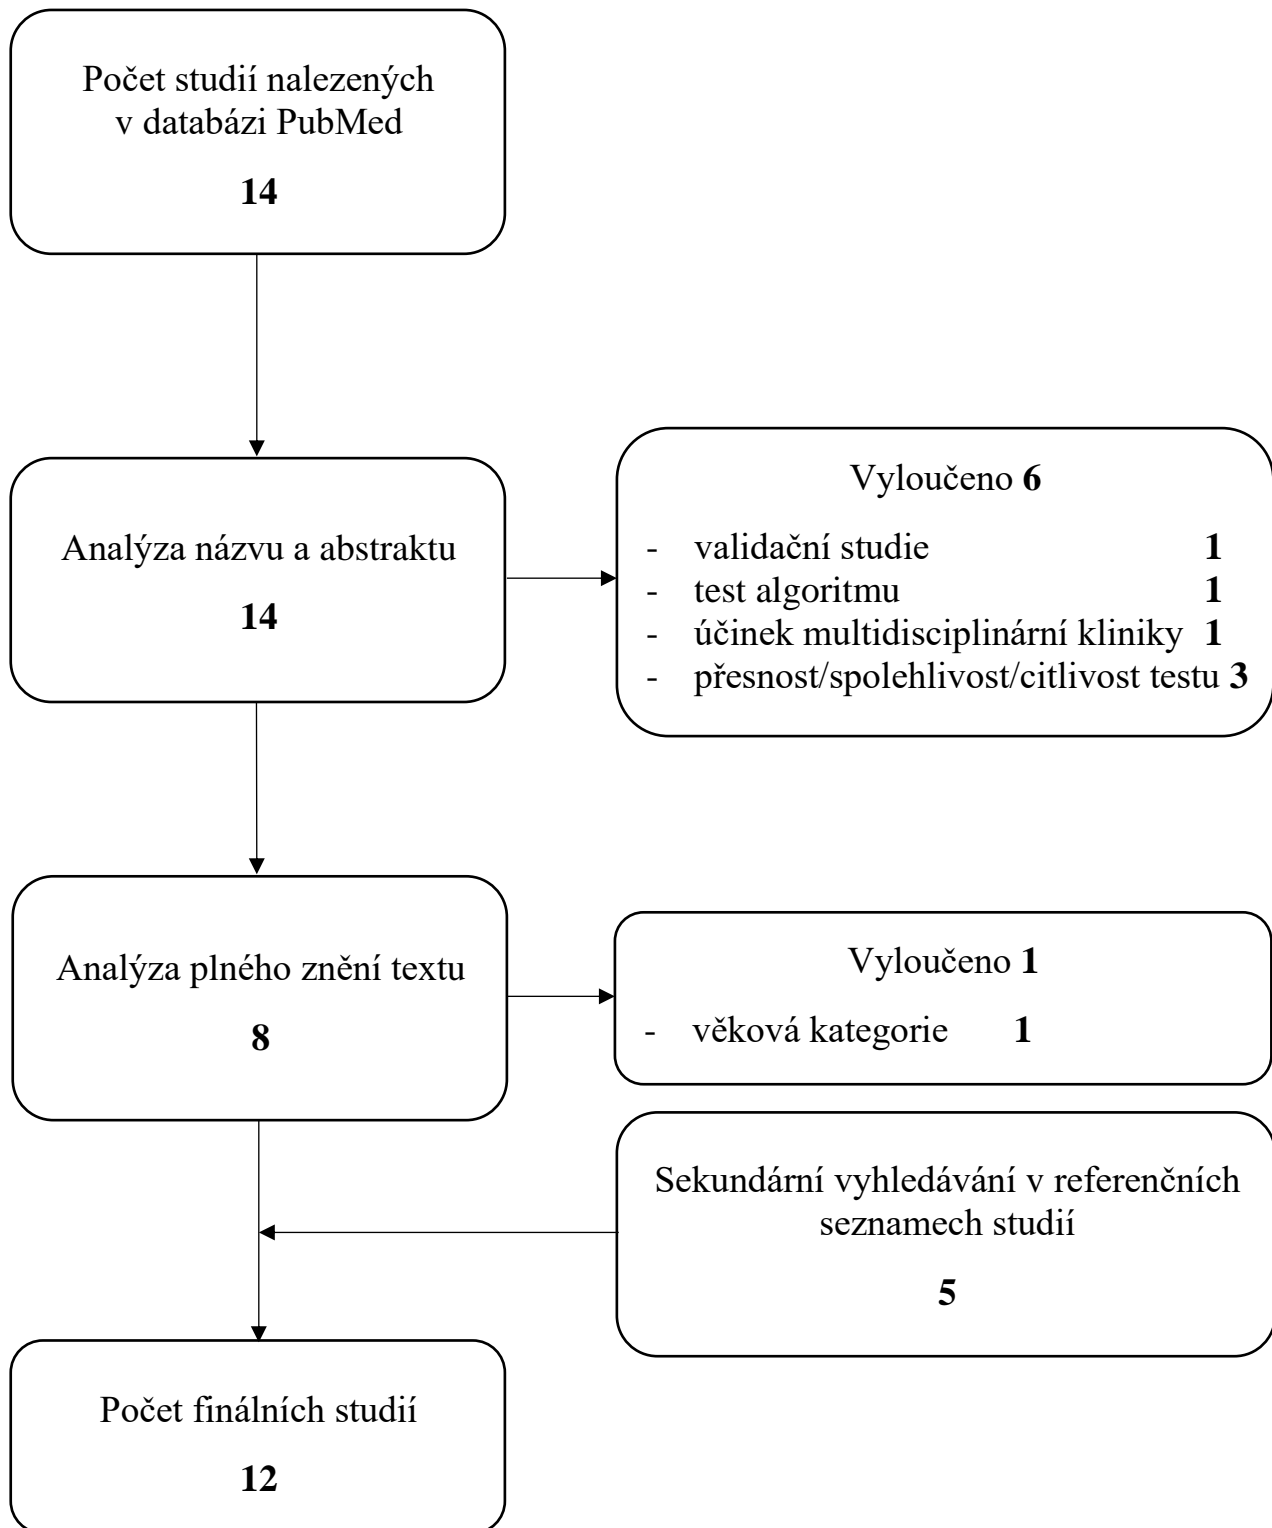 Počet studií nalezených
v databázi PubMed
14
Analýza názvu a abstraktu
14
Vyloučeno 6
- validační studie 1
- test algoritmu 1
- účinek multidisciplinární kliniky 1
- přesnost/spolehlivost/citlivost testu 3
Analýza plného znění textu
8
Vyloučeno 1
- věková kategorie 1
Sekundární vyhledávání v referenčních
seznamech studií
5
Počet finálních studií
12